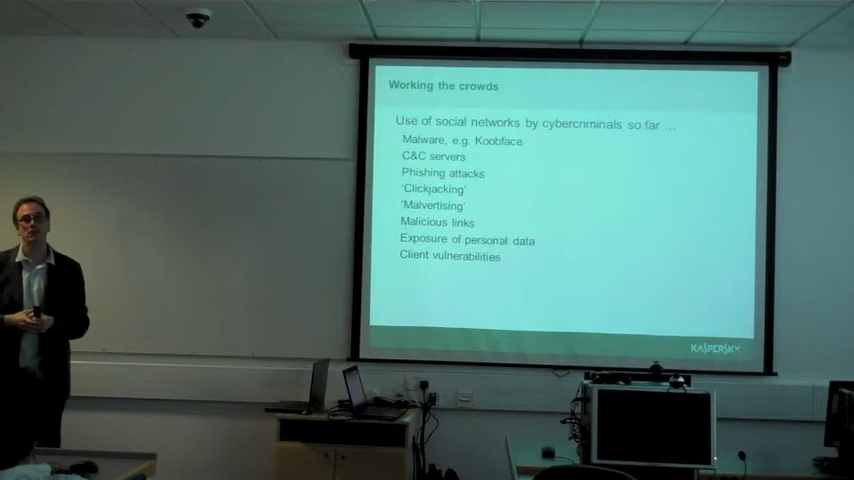 Working the crowds
Use of social networks by cybercriminals so far ...
Malware, e.g. Koobface
C&C servers
Phishing attacks
'Clickjacking'
'Malvertising'
Malicious links
Exposure of personal data
Client vulnerabilities
KASPERSKY